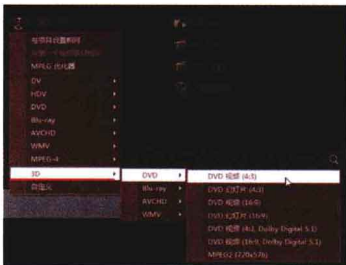 与项目设置相同
MPEG 优化器
DV
HDV
DVD
Blu-ray
AVCHD
WMV
MPEG-4
3D
自定义
DVD
Blu-ray
AVCHD
WMV
DVD 视频 (4:3)
DVD 幻灯片 (4:3)
DVD 视频 (16:9)
DVD 幻灯片 (16:9)
DVD 视频 (4:3, Dolby Digital 5.1)
DVD 视频 (16:9, Dolby Digital 5.1)
MPEG2 (720x576)